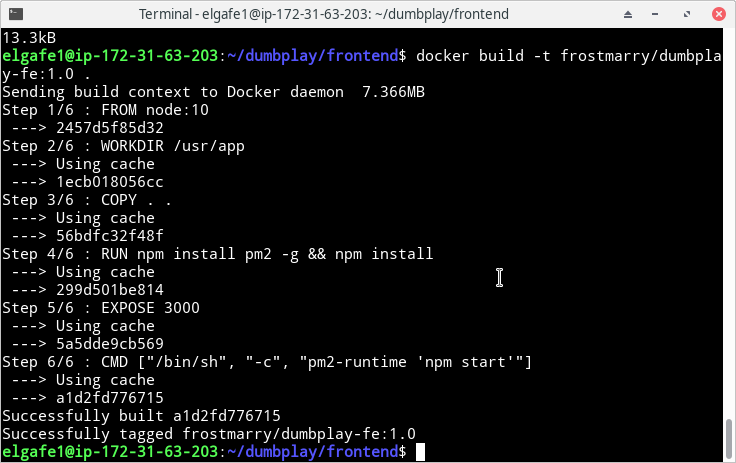 Terminal - elgafe1@ip-172-31-63-203: ~/dumbplay/frontend
13.3kB
elgafe1@ip-172-31-63-203:~/dumbplay/frontend$ docker build -t frostmarry/dumbpla
y-fe:1.0 .
Sending build context to Docker daemon  7.366MB
Step 1/6 : FROM node:10
 ---> 2457d5f85d32
Step 2/6 : WORKDIR /usr/app
 ---> Using cache
 ---> 1ecb018056cc
Step 3/6 : COPY . .
 ---> Using cache
 ---> 56bdfc32f48f
Step 4/6 : RUN npm install pm2 -g && npm install
 ---> Using cache
 ---> 299d501be814
Step 5/6 : EXPOSE 3000
 ---> Using cache
 ---> 5a5dde9cb569
Step 6/6 : CMD ["/bin/sh", "-c", "pm2-runtime 'npm start'"]
 ---> Using cache
 ---> a1d2fd776715
Successfully built a1d2fd776715
Successfully tagged frostmarry/dumbplay-fe:1.0
elgafe1@ip-172-31-63-203:~/dumbplay/frontend$